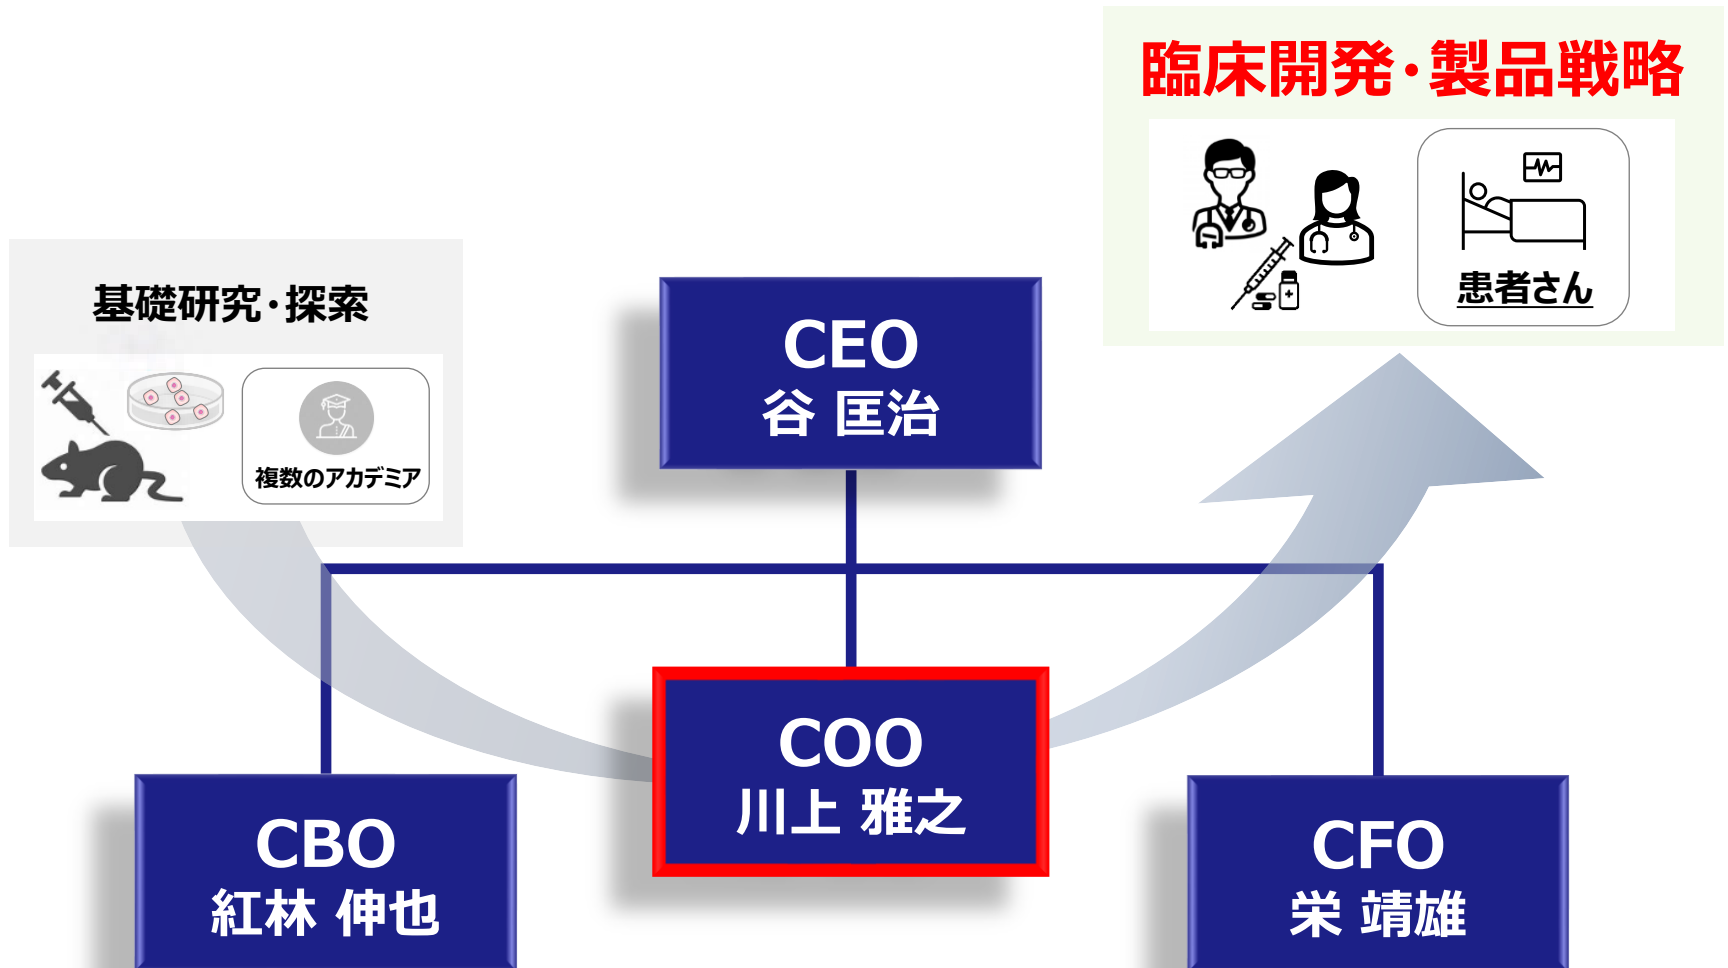 臨床開発・製品戦略
患者さん
基礎研究・探索
複数のアカデミア
CEO
谷 匡治
COO
川上 雅之
CBO
紅林 伸也
CFO
栄 靖雄